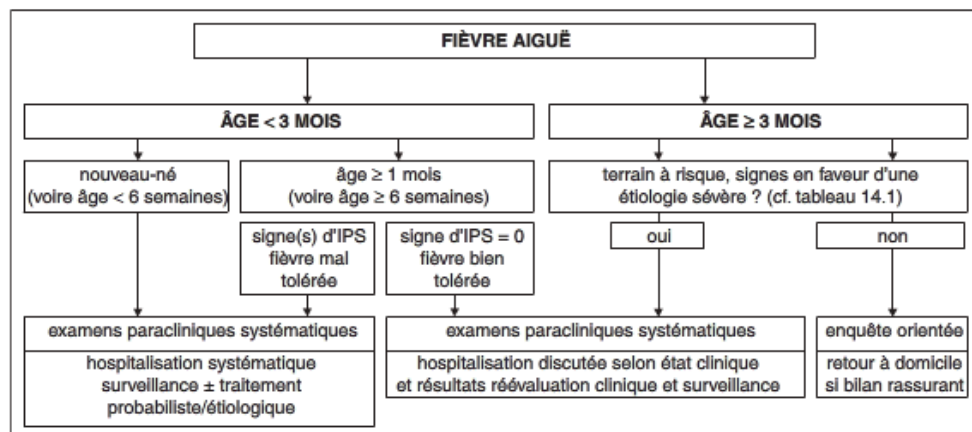 FIÈVRE AIGUË
ÂGE < 3 MOIS
ÂGE ≥ 3 MOIS
nouveau-né
(voire âge < 6 semaines)
âge ≥ 1 mois
(voire âge ≥ 6 semaines)
terrain à risque, signes en faveur d'une
étiologie sévère ? (cf. tableau 14.1)
signe(s) d'IPS
fièvre mal
tolérée
signe d'IPS = 0
fièvre bien
tolérée
oui
non
examens paracliniques systématiques
hospitalisation systématique
surveillance ± traitement
probabiliste/étiologique
examens paracliniques systématiques
hospitalisation discutée selon état clinique
et résultats réévaluation clinique et surveillance
enquête orientée
retour à domicile
si bilan rassurant